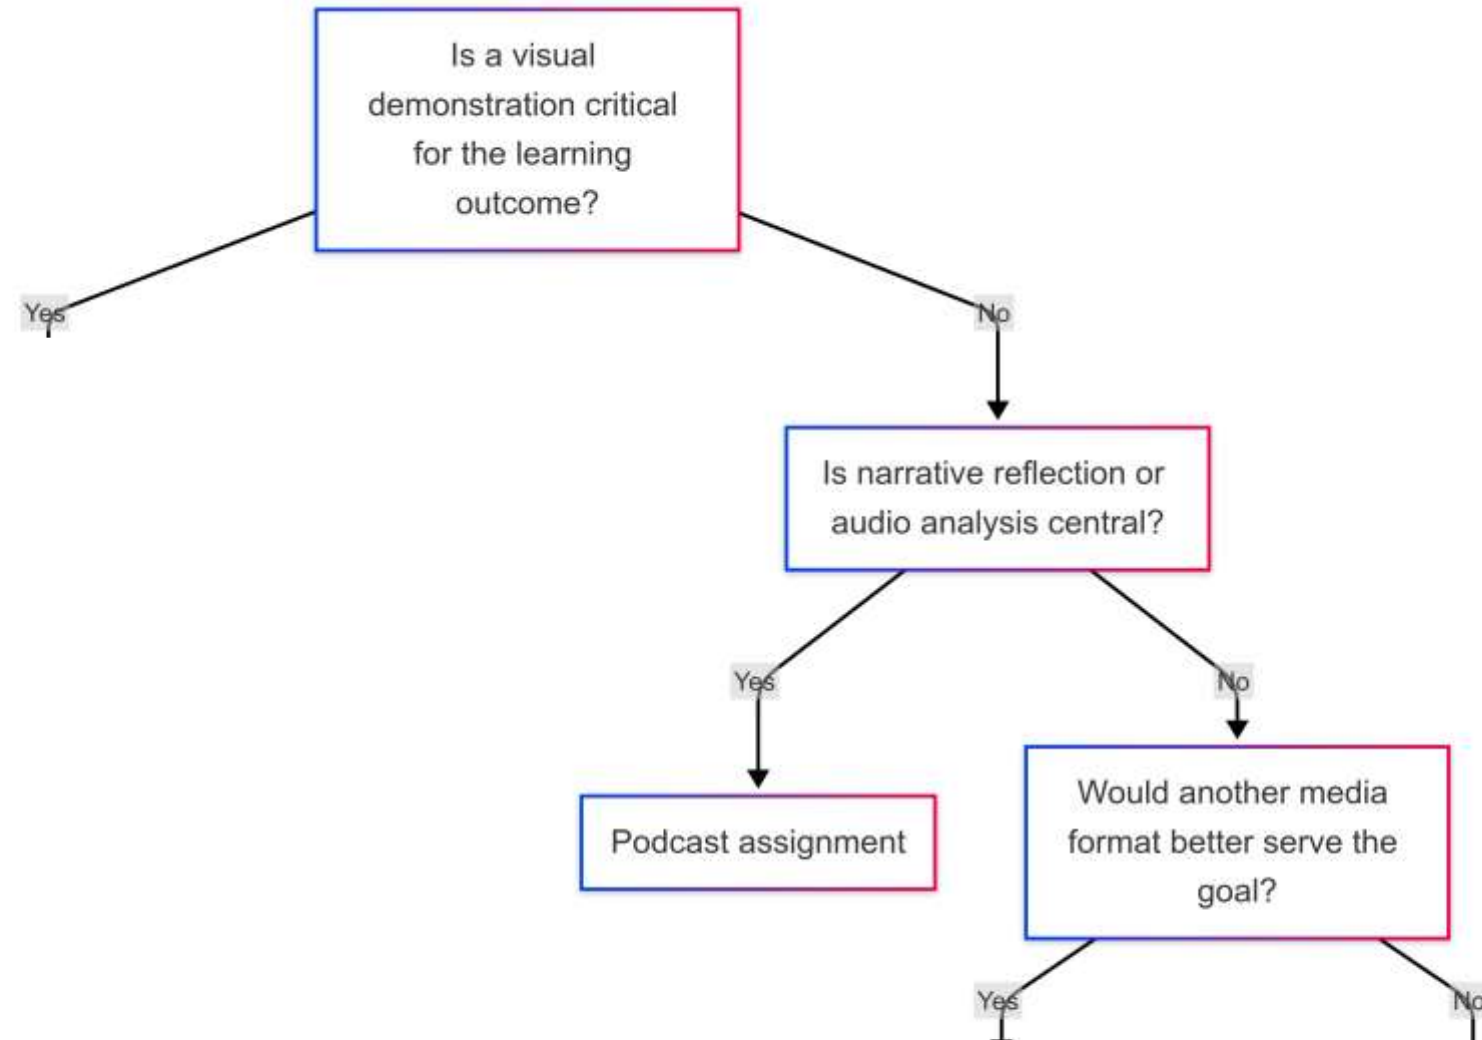 Is a visual
demonstration critical
for the learning
outcome?
Yes
No
Is narrative reflection or
audio analysis central?
Yes
No
Podcast assignment
Would another media
format better serve the
goal?
Yes
No